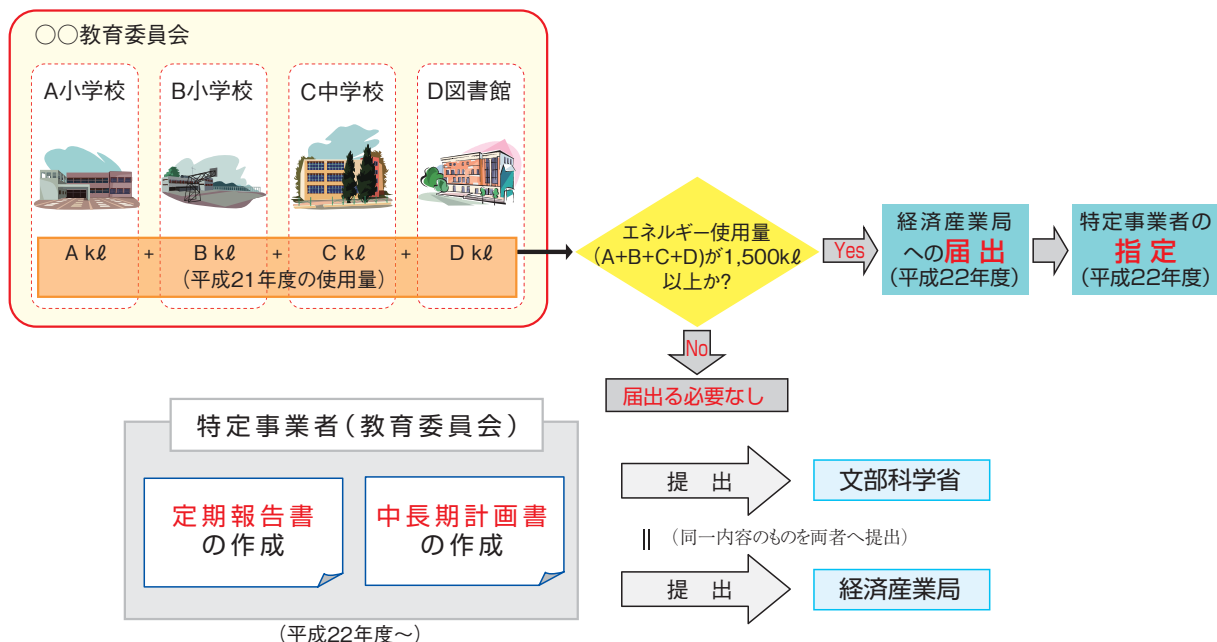 ○○教育委員会
A小学校
B小学校
C中学校
D図書館
A kℓ + B kℓ + C kℓ + D kℓ
(平成21年度の使用量)
エネルギー使用量
(A+B+C+D)が1,500kℓ
以上か?
Yes
経済産業局
への届出
(平成22年度)
特定事業者の
指定
(平成22年度)
No
届出る必要なし
特定事業者(教育委員会)
定期報告書
の作成
中長期計画書
の作成
(平成22年度~)
提出
文部科学省
|| (同一内容のものを両者へ提出)
提出
経済産業局